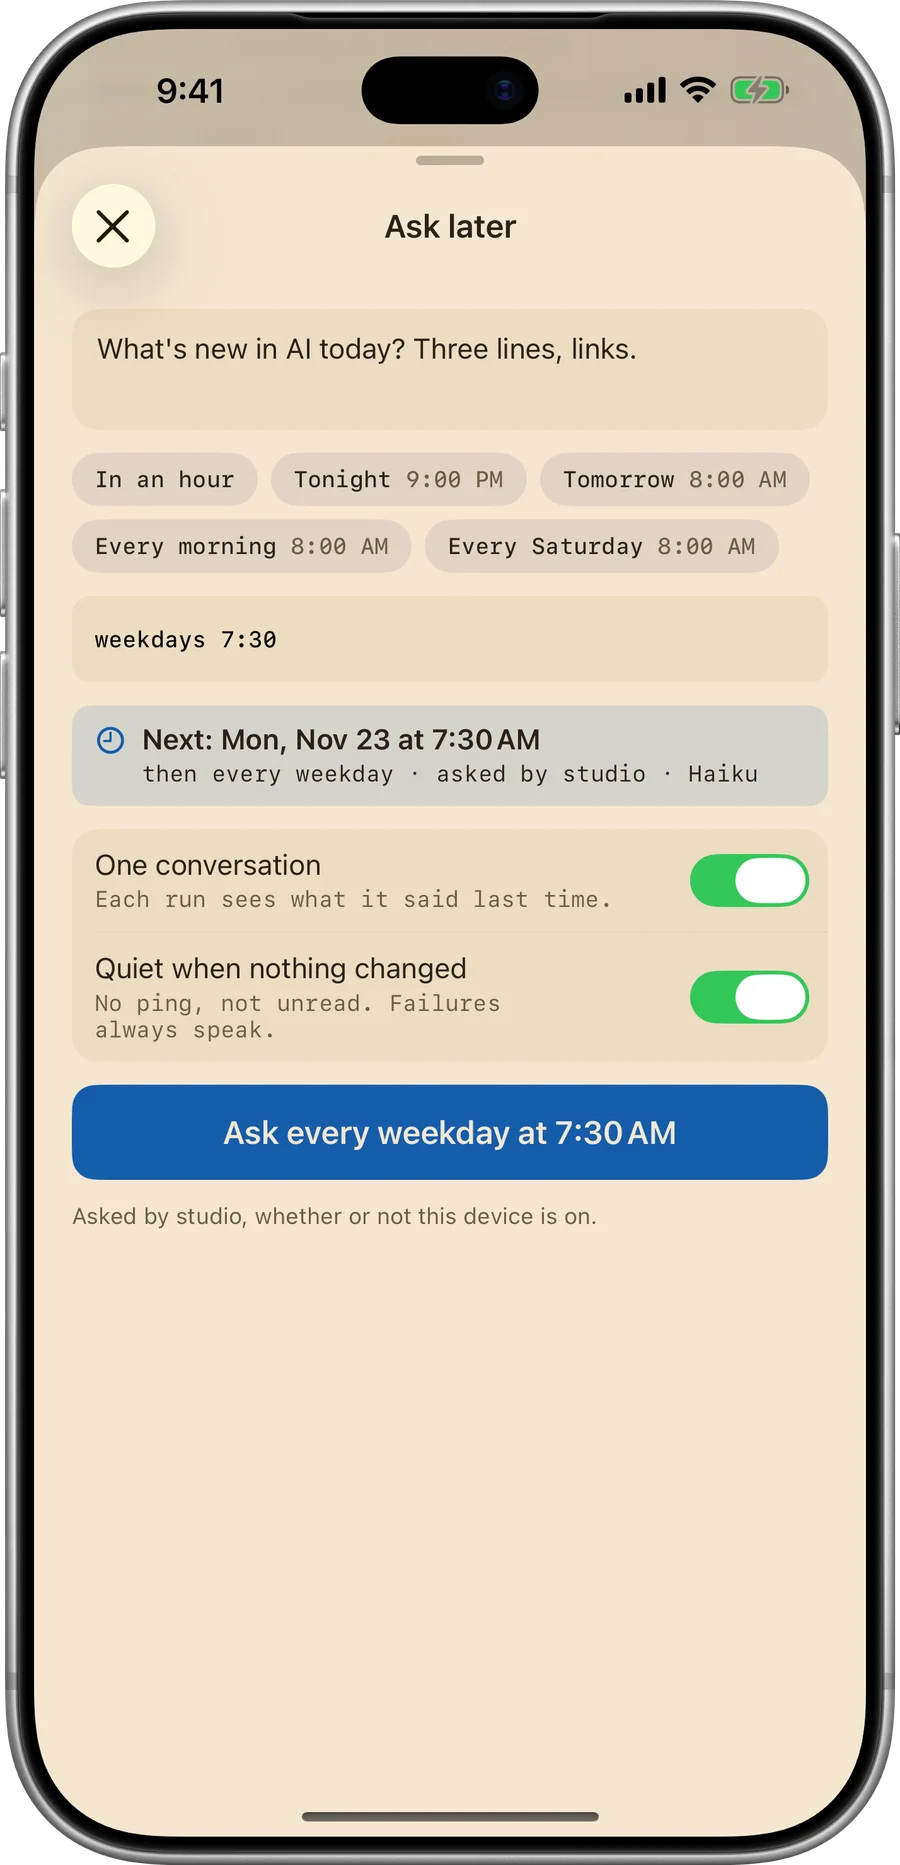 9:41
Ask later
What's new in AI today? Three lines, links.
In an hour
Tonight 9:00 PM
Tomorrow 8:00 AM
Every morning 8:00 AM
Every Saturday 8:00 AM
weekdays 7:30
Next: Mon, Nov 23 at 7:30 AM
then every weekday · asked by studio · Haiku
One conversation
Each run sees what it said last time.
Quiet when nothing changed
No ping, not unread. Failures
always speak.
Ask every weekday at 7:30 AM
Asked by studio, whether or not this device is on.